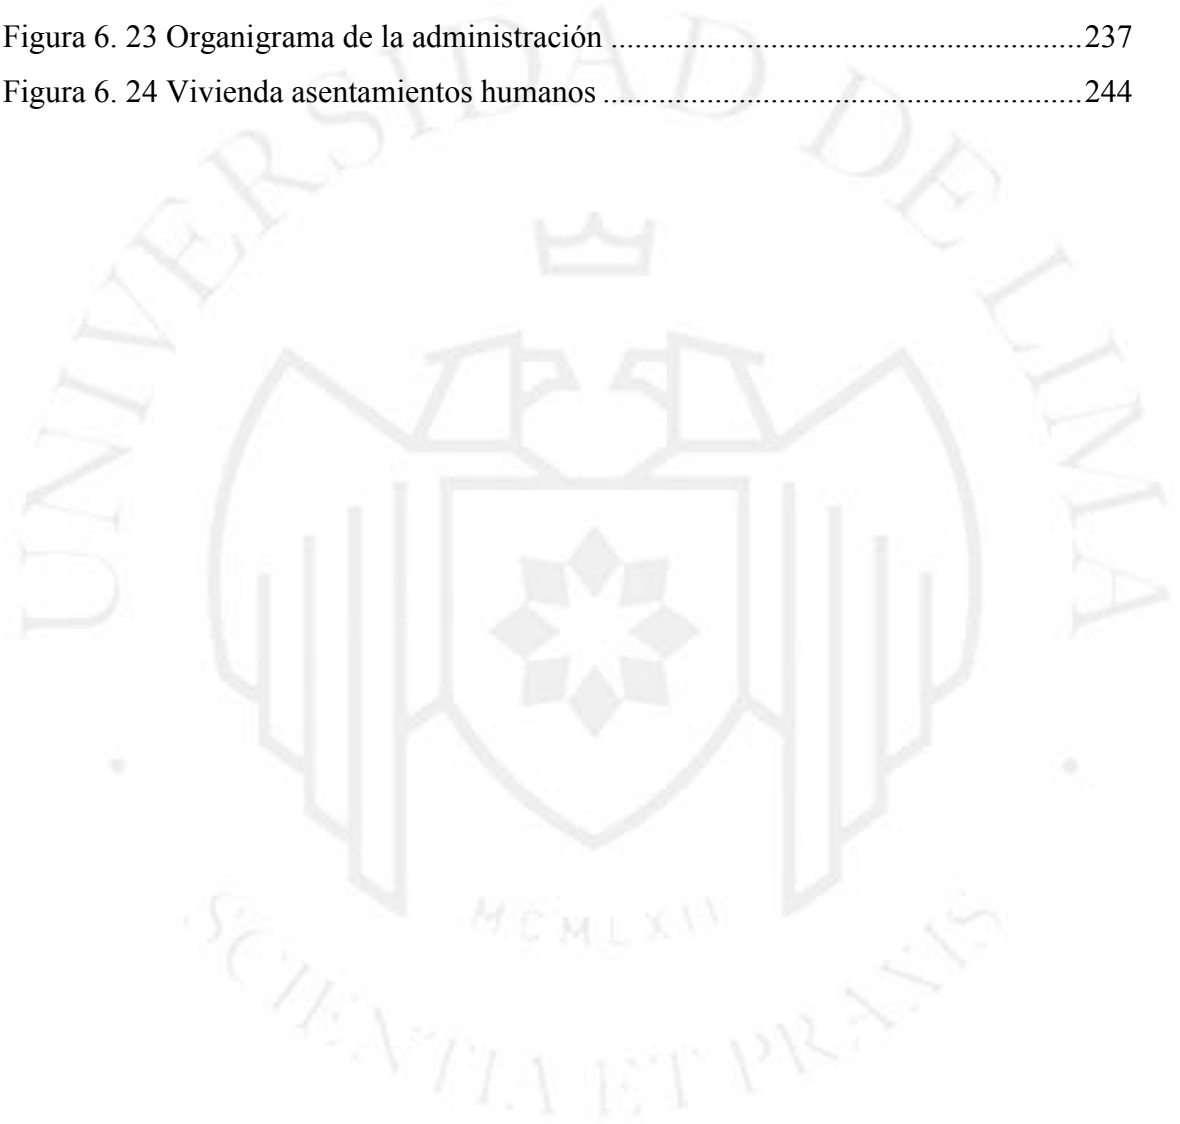 Figura 6. 23 Organigrama de la administración ............................................................237
Figura 6. 24 Vivienda asentamientos humanos .............................................................244
UNIVERSIDAD DE LIMA
MCMLXII
SCIENTIA ET PRAXIS